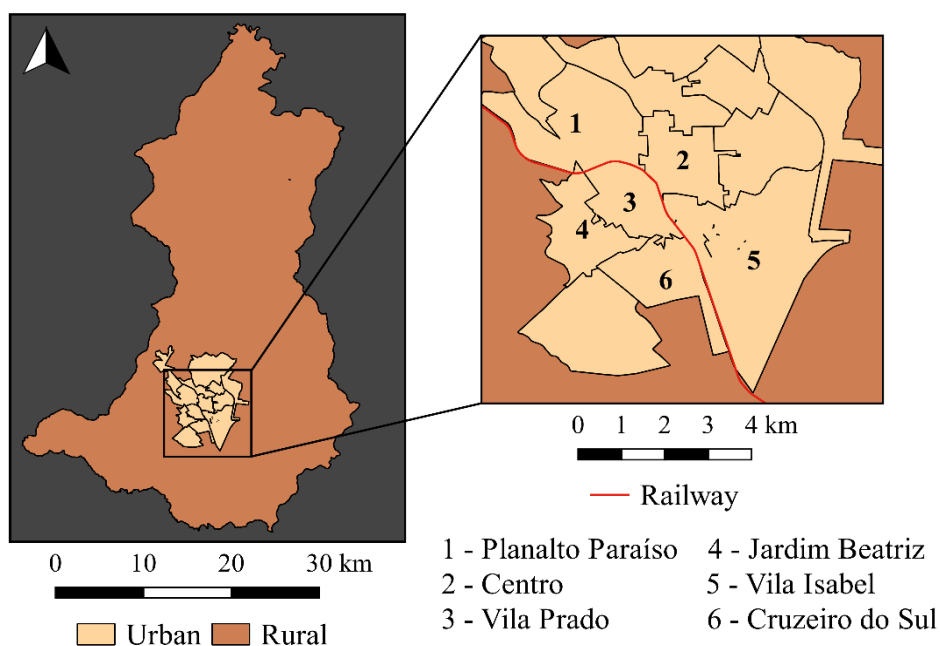 1
2
3
4
5
6
0 10 20 30 km
Urban Rural
0 1 2 3 4 km
Railway
1 - Planalto Paraíso
2 - Centro
3 - Vila Prado
4 - Jardim Beatriz
5 - Vila Isabel
6 - Cruzeiro do Sul